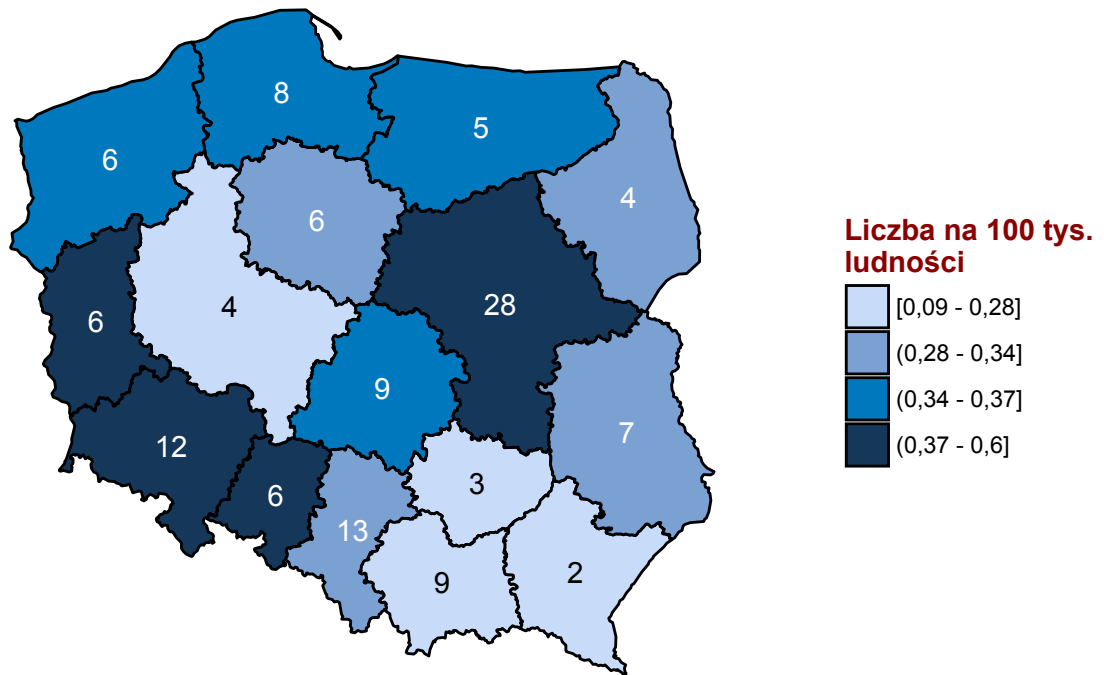 8
5
6
4
6
28
4
6
9
7
12
3
6
13
2
9
Liczba na 100 tys.
ludności
[0,09 - 0,28]
(0,28 - 0,34]
(0,34 - 0,37]
(0,37 - 0,6]